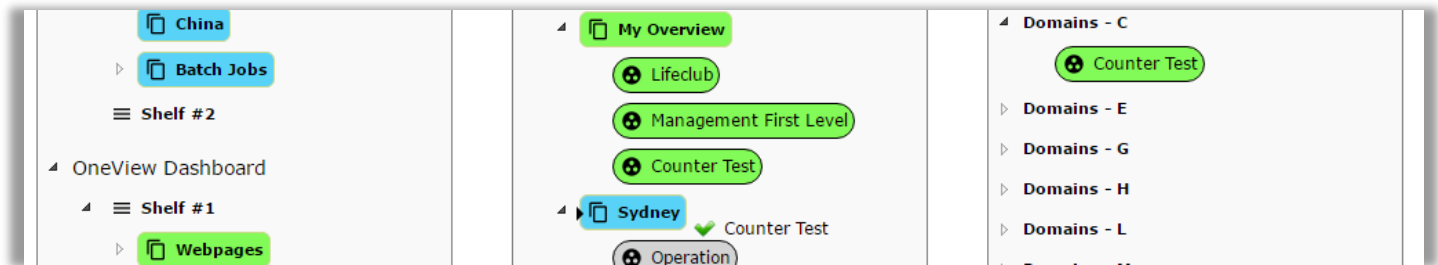 China
Batch Jobs
Shelf #2
OneView Dashboard
Shelf #1
Webpages
My Overview
Lifeclub
Management First Level
Counter Test
Sydney
Counter Test
Operation
Domains - C
Counter Test
Domains - E
Domains - G
Domains - H
Domains - L